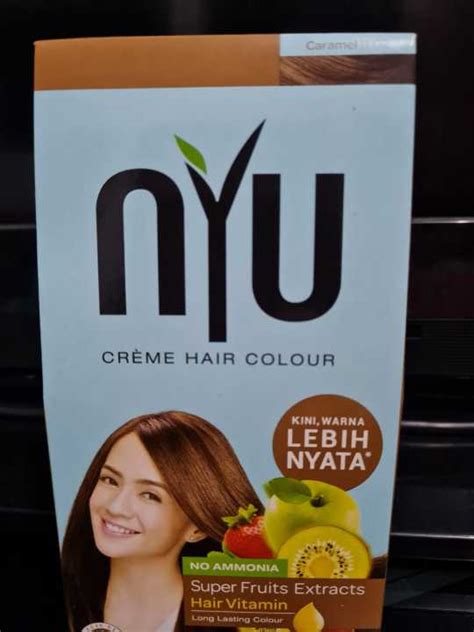 Caramel
nYU
CRÈME HAIR COLOUR
KINI, WARNA
LEBIH
NYATA*
NO AMMONIA
Super Fruits Extracts
Hair Vitamin
Long Lasting Colour